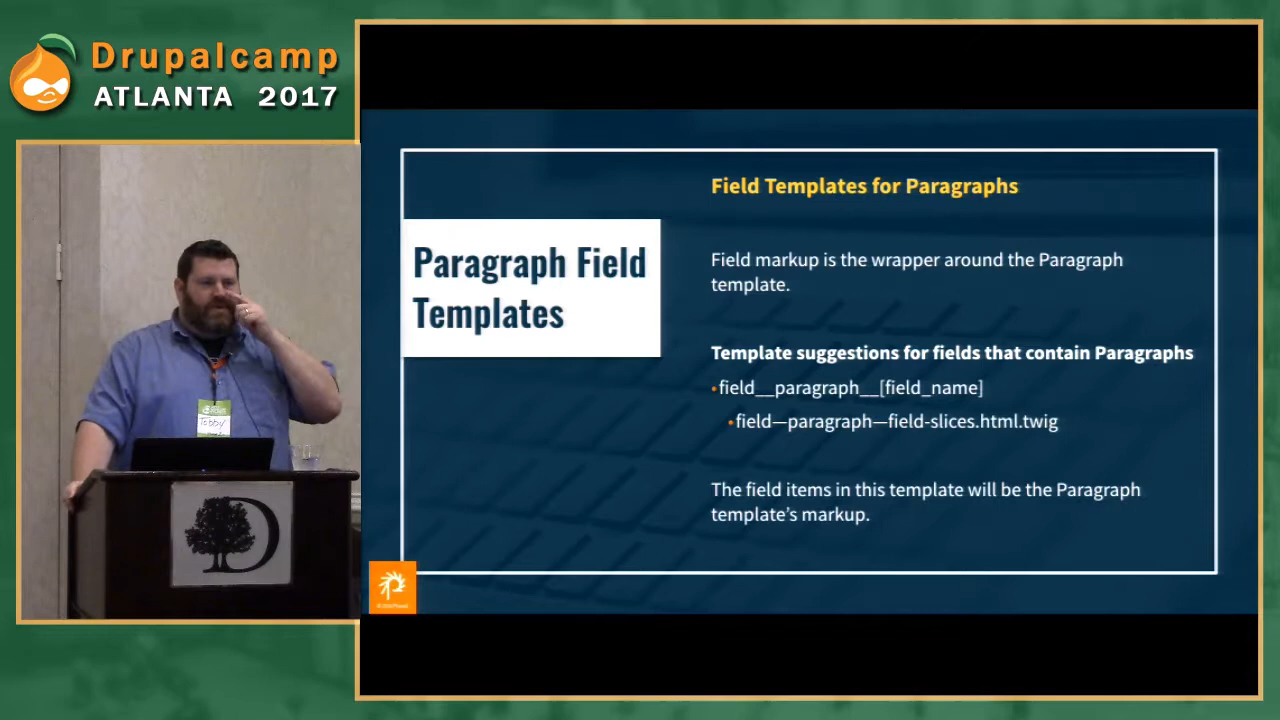 Drupalcamp
ATLANTA 2017
Paragraph Field
Templates
Field Templates for Paragraphs
Field markup is the wrapper around the Paragraph
template.
Template suggestions for fields that contain Paragraphs
•field__paragraph__[field_name]
•field—paragraph—field-slices.html.twig
The field items in this template will be the Paragraph
template’s markup.
Tobby
D